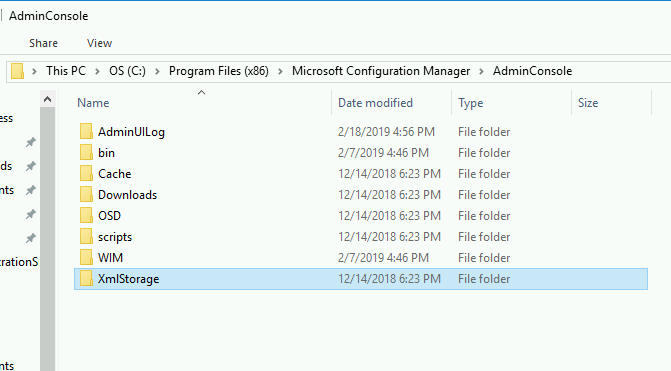 AdminConsole
Share View
This PC > OS (C:) > Program Files (x86) > Microsoft Configuration Manager > AdminConsole
Name Date modified Type Size
AdminUILog 2/18/2019 4:56 PM File folder
bin 2/7/2019 4:46 PM File folder
Cache 12/14/2018 6:23 PM File folder
Downloads 12/14/2018 6:23 PM File folder
OSD 12/14/2018 6:23 PM File folder
scripts 12/14/2018 6:23 PM File folder
WIM 2/7/2019 4:46 PM File folder
XmlStorage 12/14/2018 6:23 PM File folder
ess
ds
nts
rationS
nts